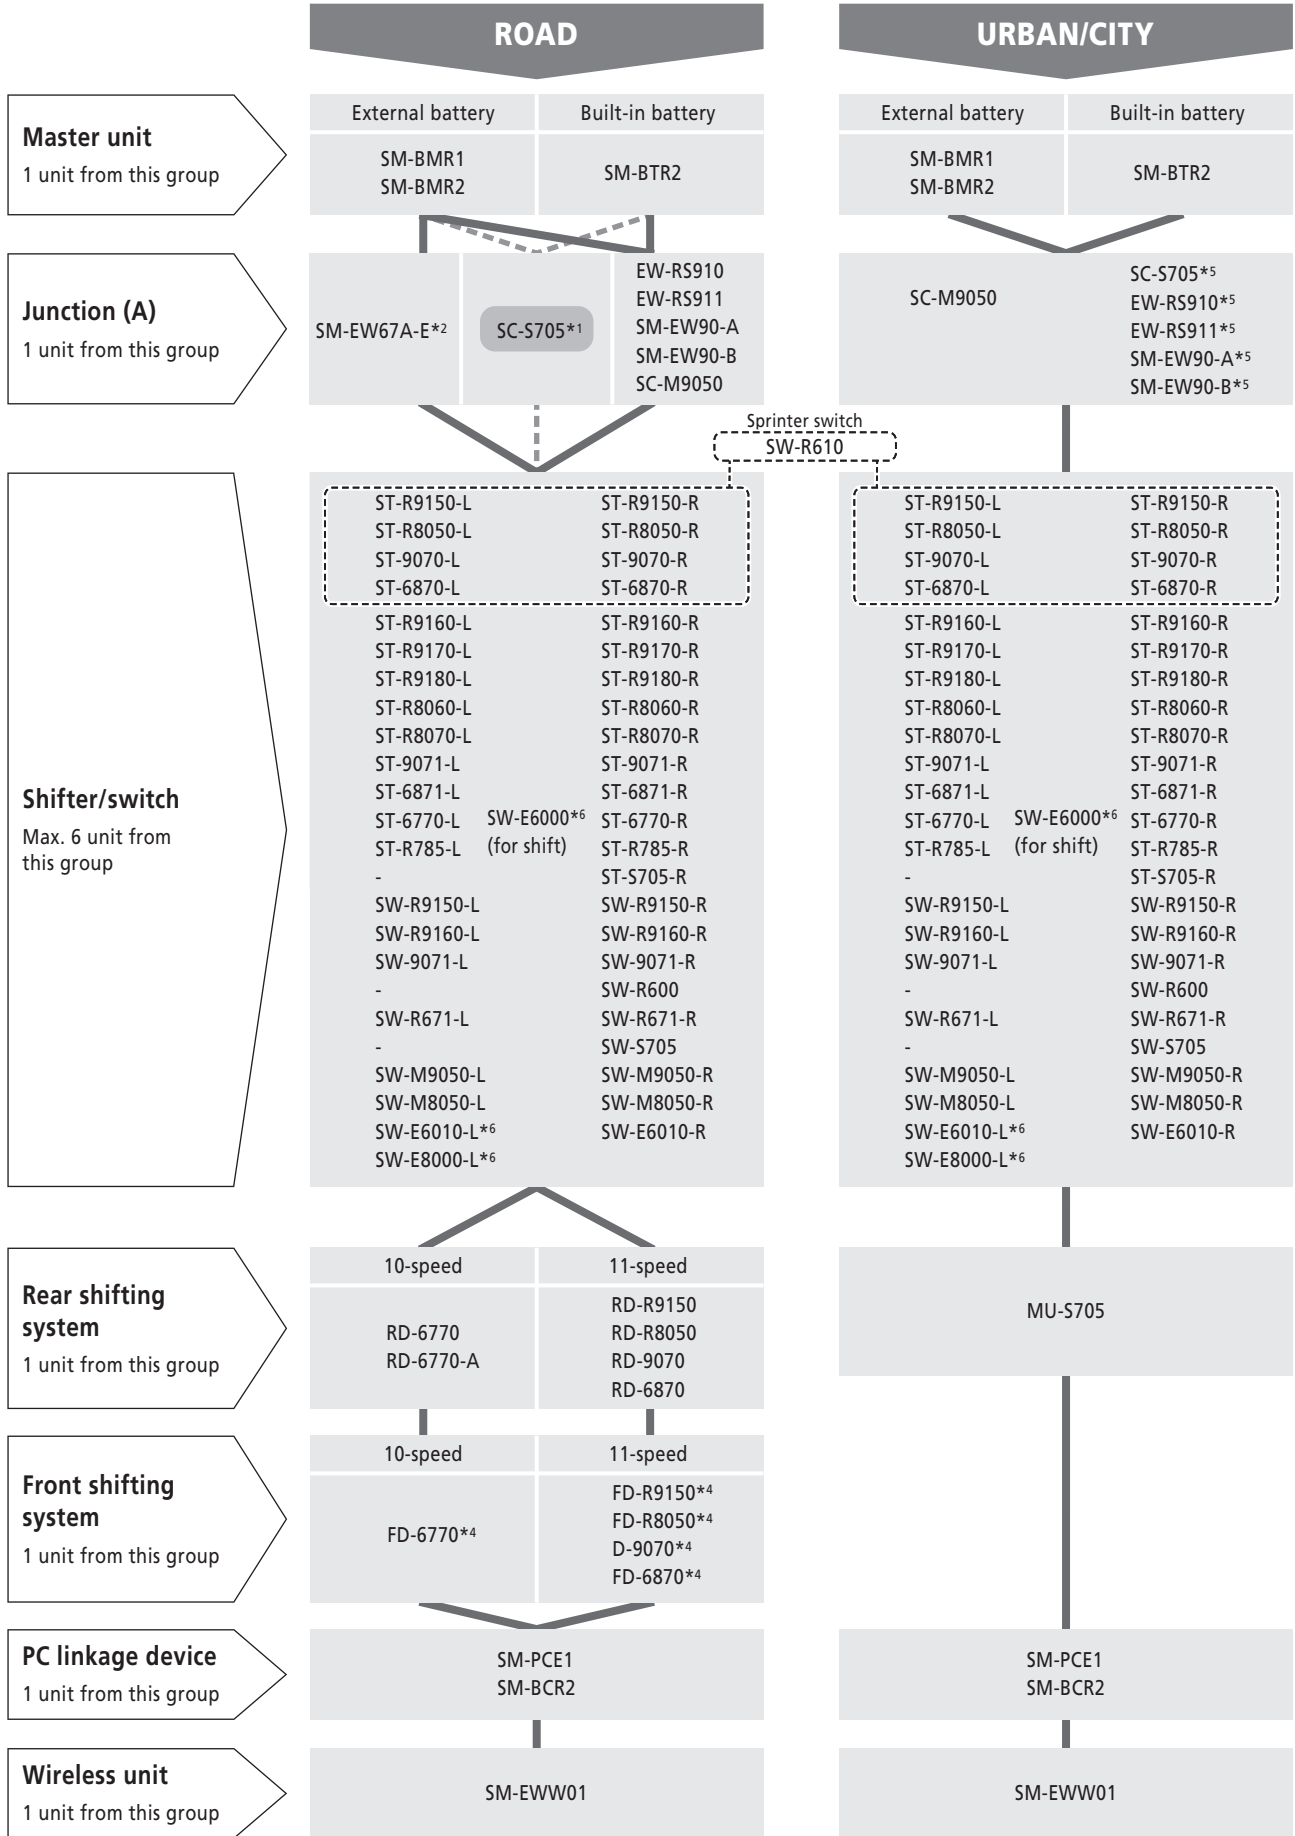 ROAD
URBAN/CITY
Master unit
1 unit from this group
External battery
Built-in battery
SM-BMR1
SM-BMR2
SM-BTR2
External battery
Built-in battery
SM-BMR1
SM-BMR2
SM-BTR2
Junction (A)
1 unit from this group
SM-EW67A-E*2
SC-S705*1
EW-RS910
EW-RS911
SM-EW90-A
SM-EW90-B
SC-M9050
SC-M9050
SC-S705*5
EW-RS910*5
EW-RS911*5
SM-EW90-A*5
SM-EW90-B*5
Sprinter switch
SW-R610
Shifter/switch
Max. 6 unit from
this group
ST-R9150-L
ST-R8050-L
ST-9070-L
ST-6870-L
ST-R9160-L
ST-R9170-L
ST-R9180-L
ST-R8060-L
ST-R8070-L
ST-9071-L
ST-6871-L
ST-6770-L
ST-R785-L
-
SW-R9150-L
SW-R9160-L
SW-9071-L
-
SW-R671-L
-
SW-M9050-L
SW-M8050-L
SW-E6010-L*6
SW-E8000-L*6
SW-E6000*6
(for shift)
ST-R9150-R
ST-R8050-R
ST-9070-R
ST-6870-R
ST-R9160-R
ST-R9170-R
ST-R9180-R
ST-R8060-R
ST-R8070-R
ST-9071-R
ST-6871-R
ST-6770-R
ST-R785-R
ST-S705-R
SW-R9150-R
SW-R9160-R
SW-9071-R
SW-R600
SW-R671-R
SW-S705
SW-M9050-R
SW-M8050-R
SW-E6010-R
ST-R9150-L
ST-R8050-L
ST-9070-L
ST-6870-L
ST-R9160-L
ST-R9170-L
ST-R9180-L
ST-R8060-L
ST-R8070-L
ST-9071-L
ST-6871-L
ST-6770-L
ST-R785-L
-
SW-R9150-L
SW-R9160-L
SW-9071-L
-
SW-R671-L
-
SW-M9050-L
SW-M8050-L
SW-E6010-L*6
SW-E8000-L*6
SW-E6000*6
(for shift)
ST-R9150-R
ST-R8050-R
ST-9070-R
ST-6870-R
ST-R9160-R
ST-R9170-R
ST-R9180-R
ST-R8060-R
ST-R8070-R
ST-9071-R
ST-6871-R
ST-6770-R
ST-R785-R
ST-S705-R
SW-R9150-R
SW-R9160-R
SW-9071-R
SW-R600
SW-R671-R
SW-S705
SW-M9050-R
SW-M8050-R
SW-E6010-R
Rear shifting
system
1 unit from this group
10-speed
11-speed
RD-6770
RD-6770-A
RD-R9150
RD-R8050
RD-9070
RD-6870
MU-S705
Front shifting
system
1 unit from this group
10-speed
11-speed
FD-6770*4
FD-R9150*4
FD-R8050*4
D-9070*4
FD-6870*4
PC linkage device
1 unit from this group
SM-PCE1
SM-BCR2
SM-PCE1
SM-BCR2
Wireless unit
1 unit from this group
SM-EWW01
SM-EWW01